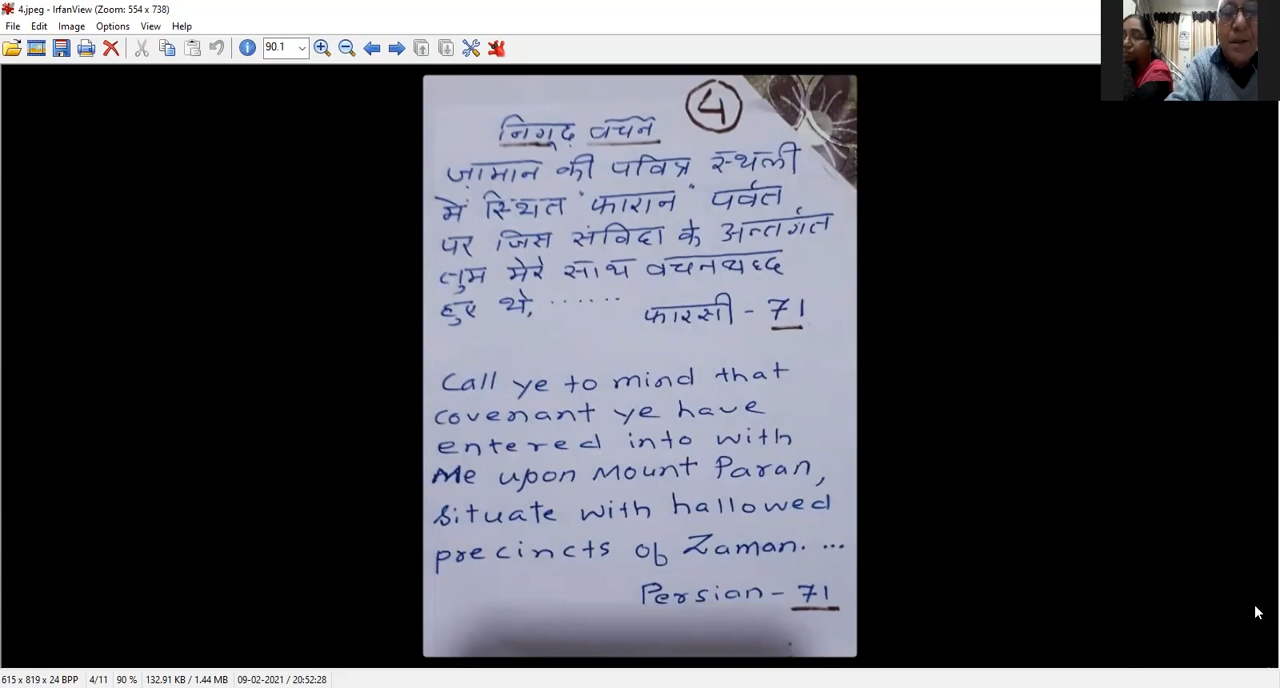 4.jpeg - IrfanView (Zoom: 554 x 738)
File Edit Image Options View Help
90.1
4
निगूढ़ वचन
ज़ामान की पवित्र स्थली
में स्थित "फारान" पर्वत
पर जिस संविदा के अन्तर्गत
तुम मेरे साथ वचनबध्द
हुए थे, ......
फारसी - 71
Call ye to mind that
covenant ye have
entered into with
Me upon Mount Paran,
situate with hallowed
precincts of Zaman. ...
Persian - 71
615 x 819 x 24 BPP 4/11 90 % 132.91 KB / 1.44 MB 09-02-2021 / 20:52:28